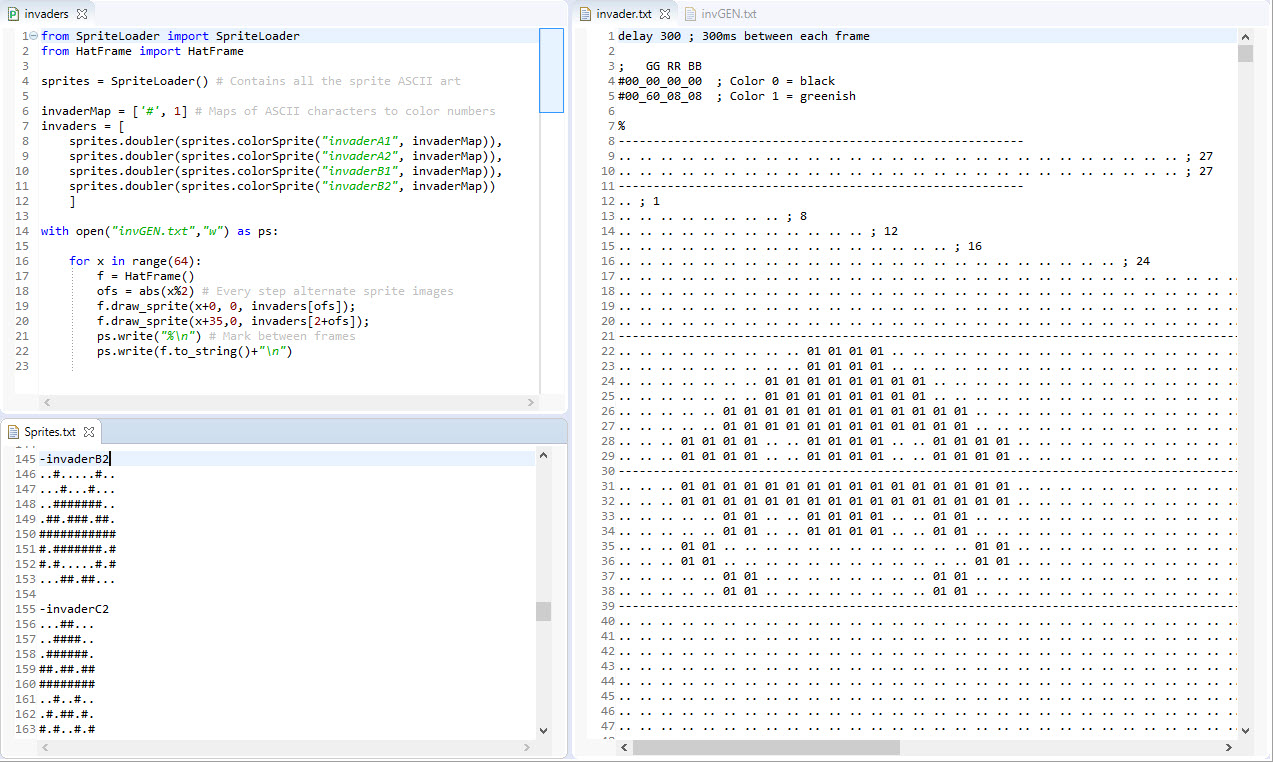 invaders
1 from SpriteLoader import SpriteLoader
2 from HatFrame import HatFrame
3
4 sprites = SpriteLoader() # Contains all the sprite ASCII art
5
6 invaderMap = ['#', 1] # Maps of ASCII characters to color numbers
7 invaders = [
8     sprites.doubler(sprites.colorSprite("invaderA1", invaderMap)),
9     sprites.doubler(sprites.colorSprite("invaderA2", invaderMap)),
10     sprites.doubler(sprites.colorSprite("invaderB1", invaderMap)),
11     sprites.doubler(sprites.colorSprite("invaderB2", invaderMap))
12     ]
13
14 with open("invGEN.txt","w") as ps:
15
16     for x in range(64):
17         f = HatFrame()
18         ofs = abs(x%2) # Every step alternate sprite images
19         f.draw_sprite(x+0, 0, invaders[ofs]);
20         f.draw_sprite(x+35,0, invaders[2+ofs]);
21         ps.write("%\n") # Mark between frames
22         ps.write(f.to_string()+"\n")
23
Sprites.txt
145 -invaderB2
146 ..#.....#..
147 ...#...#...
148 ..#######..
149 .##.###.##.
150 ###########
151 #.#######.#
152 #.#.....#.#
153 ...##.##...
154
155 -invaderC2
156 ...##...
157 ..####..
158 .######.
159 ##.##.##
160 ########
161 ..#..#..
162 .#.##.#.
163 #.#..#.#
invader.txt invGEN.txt
1 delay 300 ; 300ms between each frame
2
3 ;   GG RR BB
4 #00_00_00_00  ; Color 0 = black
5 #00_60_08_08  ; Color 1 = greenish
6
7 %
8 ----------------------------------------------------------
9 .. .. .. .. .. .. .. .. .. .. .. .. .. .. .. .. .. .. .. .. .. .. .. .. .. .. .. ; 27
10 .. .. .. .. .. .. .. .. .. .. .. .. .. .. .. .. .. .. .. .. .. .. .. .. .. .. .. ; 27
11 ----------------------------------------------------------
12 .. ; 1
13 .. .. .. .. .. .. .. .. ; 8
14 .. .. .. .. .. .. .. .. .. .. .. .. ; 12
15 .. .. .. .. .. .. .. .. .. .. .. .. .. .. .. .. ; 16
16 .. .. .. .. .. .. .. .. .. .. .. .. .. .. .. .. .. .. .. .. .. .. .. .. ; 24
17 .. .. .. .. .. .. .. .. .. .. .. .. .. .. .. .. .. .. .. .. .. .. .. .. .. .. .. .. .. ..
18 .. .. .. .. .. .. .. .. .. .. .. .. .. .. .. .. .. .. .. .. .. .. .. .. .. .. .. .. .. ..
19 .. .. .. .. .. .. .. .. .. .. .. .. .. .. .. .. .. .. .. .. .. .. .. .. .. .. .. .. .. ..
20 .. .. .. .. .. .. .. .. .. .. .. .. .. .. .. .. .. .. .. .. .. .. .. .. .. .. .. .. .. ..
21 ----------------------------------------------------------------------------------------
22 .. .. .. .. .. .. .. .. .. 01 01 01 01 .. .. .. .. .. .. .. .. .. .. .. .. .. .. .. .. ..
23 .. .. .. .. .. .. .. .. .. 01 01 01 01 .. .. .. .. .. .. .. .. .. .. .. .. .. .. .. .. ..
24 .. .. .. .. .. .. .. 01 01 01 01 01 01 01 01 .. .. .. .. .. .. .. .. .. .. .. .. .. .. ..
25 .. .. .. .. .. .. .. 01 01 01 01 01 01 01 01 .. .. .. .. .. .. .. .. .. .. .. .. .. .. ..
26 .. .. .. .. .. 01 01 01 01 01 01 01 01 01 01 01 01 .. .. .. .. .. .. .. .. .. .. .. .. ..
27 .. .. .. .. .. 01 01 01 01 01 01 01 01 01 01 01 01 .. .. .. .. .. .. .. .. .. .. .. .. ..
28 .. .. .. 01 01 01 01 .. .. 01 01 01 01 .. .. 01 01 01 01 .. .. .. .. .. .. .. .. .. .. ..
29 .. .. .. 01 01 01 01 .. .. 01 01 01 01 .. .. 01 01 01 01 .. .. .. .. .. .. .. .. .. .. ..
30 ----------------------------------------------------------------------------------------
31 .. .. .. 01 01 01 01 01 01 01 01 01 01 01 01 01 01 01 01 .. .. .. .. .. .. .. .. .. .. ..
32 .. .. .. 01 01 01 01 01 01 01 01 01 01 01 01 01 01 01 01 .. .. .. .. .. .. .. .. .. .. ..
33 .. .. .. .. .. 01 01 .. .. 01 01 01 01 .. .. 01 01 .. .. .. .. .. .. .. .. .. .. .. .. ..
34 .. .. .. .. .. 01 01 .. .. 01 01 01 01 .. .. 01 01 .. .. .. .. .. .. .. .. .. .. .. .. ..
35 .. .. .. 01 01 .. .. .. .. .. .. .. .. .. .. .. .. 01 01 .. .. .. .. .. .. .. .. .. .. ..
36 .. .. .. 01 01 .. .. .. .. .. .. .. .. .. .. .. .. 01 01 .. .. .. .. .. .. .. .. .. .. ..
37 .. .. .. .. .. 01 01 .. .. .. .. .. .. .. .. 01 01 .. .. .. .. .. .. .. .. .. .. .. .. ..
38 .. .. .. .. .. 01 01 .. .. .. .. .. .. .. .. 01 01 .. .. .. .. .. .. .. .. .. .. .. .. ..
39 ----------------------------------------------------------------------------------------
40 .. .. .. .. .. .. .. .. .. .. .. .. .. .. .. .. .. .. .. .. .. .. .. .. .. .. .. .. .. ..
41 .. .. .. .. .. .. .. .. .. .. .. .. .. .. .. .. .. .. .. .. .. .. .. .. .. .. .. .. .. ..
42 .. .. .. .. .. .. .. .. .. .. .. .. .. .. .. .. .. .. .. .. .. .. .. .. .. .. .. .. .. ..
43 .. .. .. .. .. .. .. .. .. .. .. .. .. .. .. .. .. .. .. .. .. .. .. .. .. .. .. .. .. ..
44 .. .. .. .. .. .. .. .. .. .. .. .. .. .. .. .. .. .. .. .. .. .. .. .. .. .. .. .. .. ..
45 .. .. .. .. .. .. .. .. .. .. .. .. .. .. .. .. .. .. .. .. .. .. .. .. .. .. .. .. .. ..
46 .. .. .. .. .. .. .. .. .. .. .. .. .. .. .. .. .. .. .. .. .. .. .. .. .. .. .. .. .. ..
47 .. .. .. .. .. .. .. .. .. .. .. .. .. .. .. .. .. .. .. .. .. .. .. .. .. .. .. .. .. ..